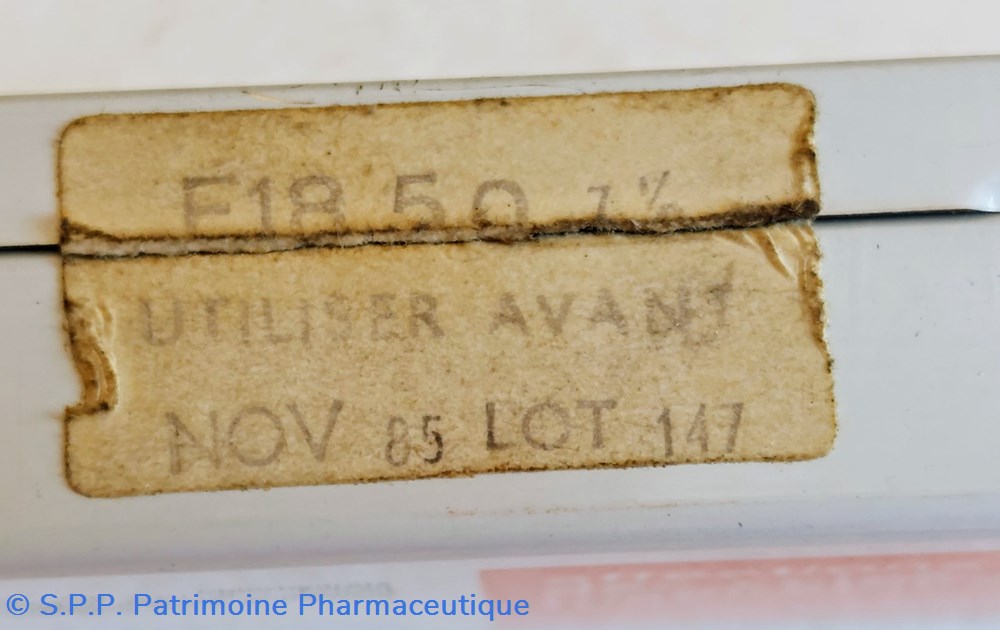 F18.50 7%
UTILISER AVANT
NOV 85 LOT 147
© S.P.P. Patrimoine Pharmaceutique